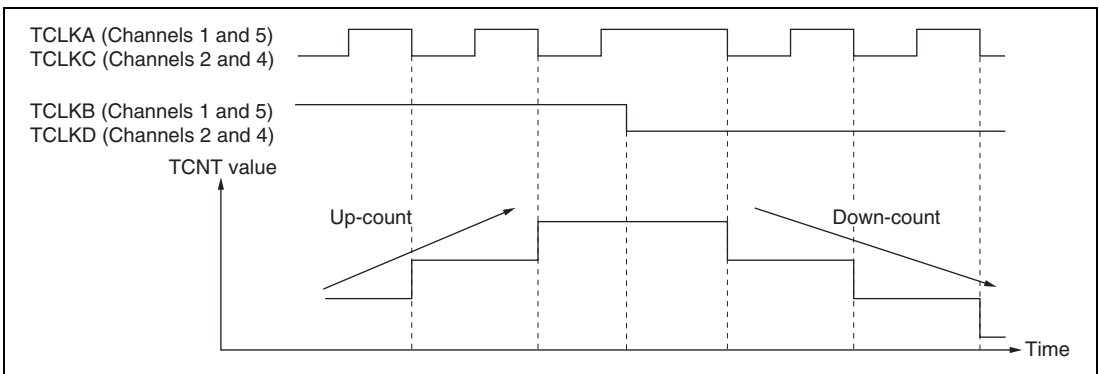 TCLKA (Channels 1 and 5)
TCLKC (Channels 2 and 4)
TCLKB (Channels 1 and 5)
TCLKD (Channels 2 and 4)
TCNT value
Up-count
Down-count
Time